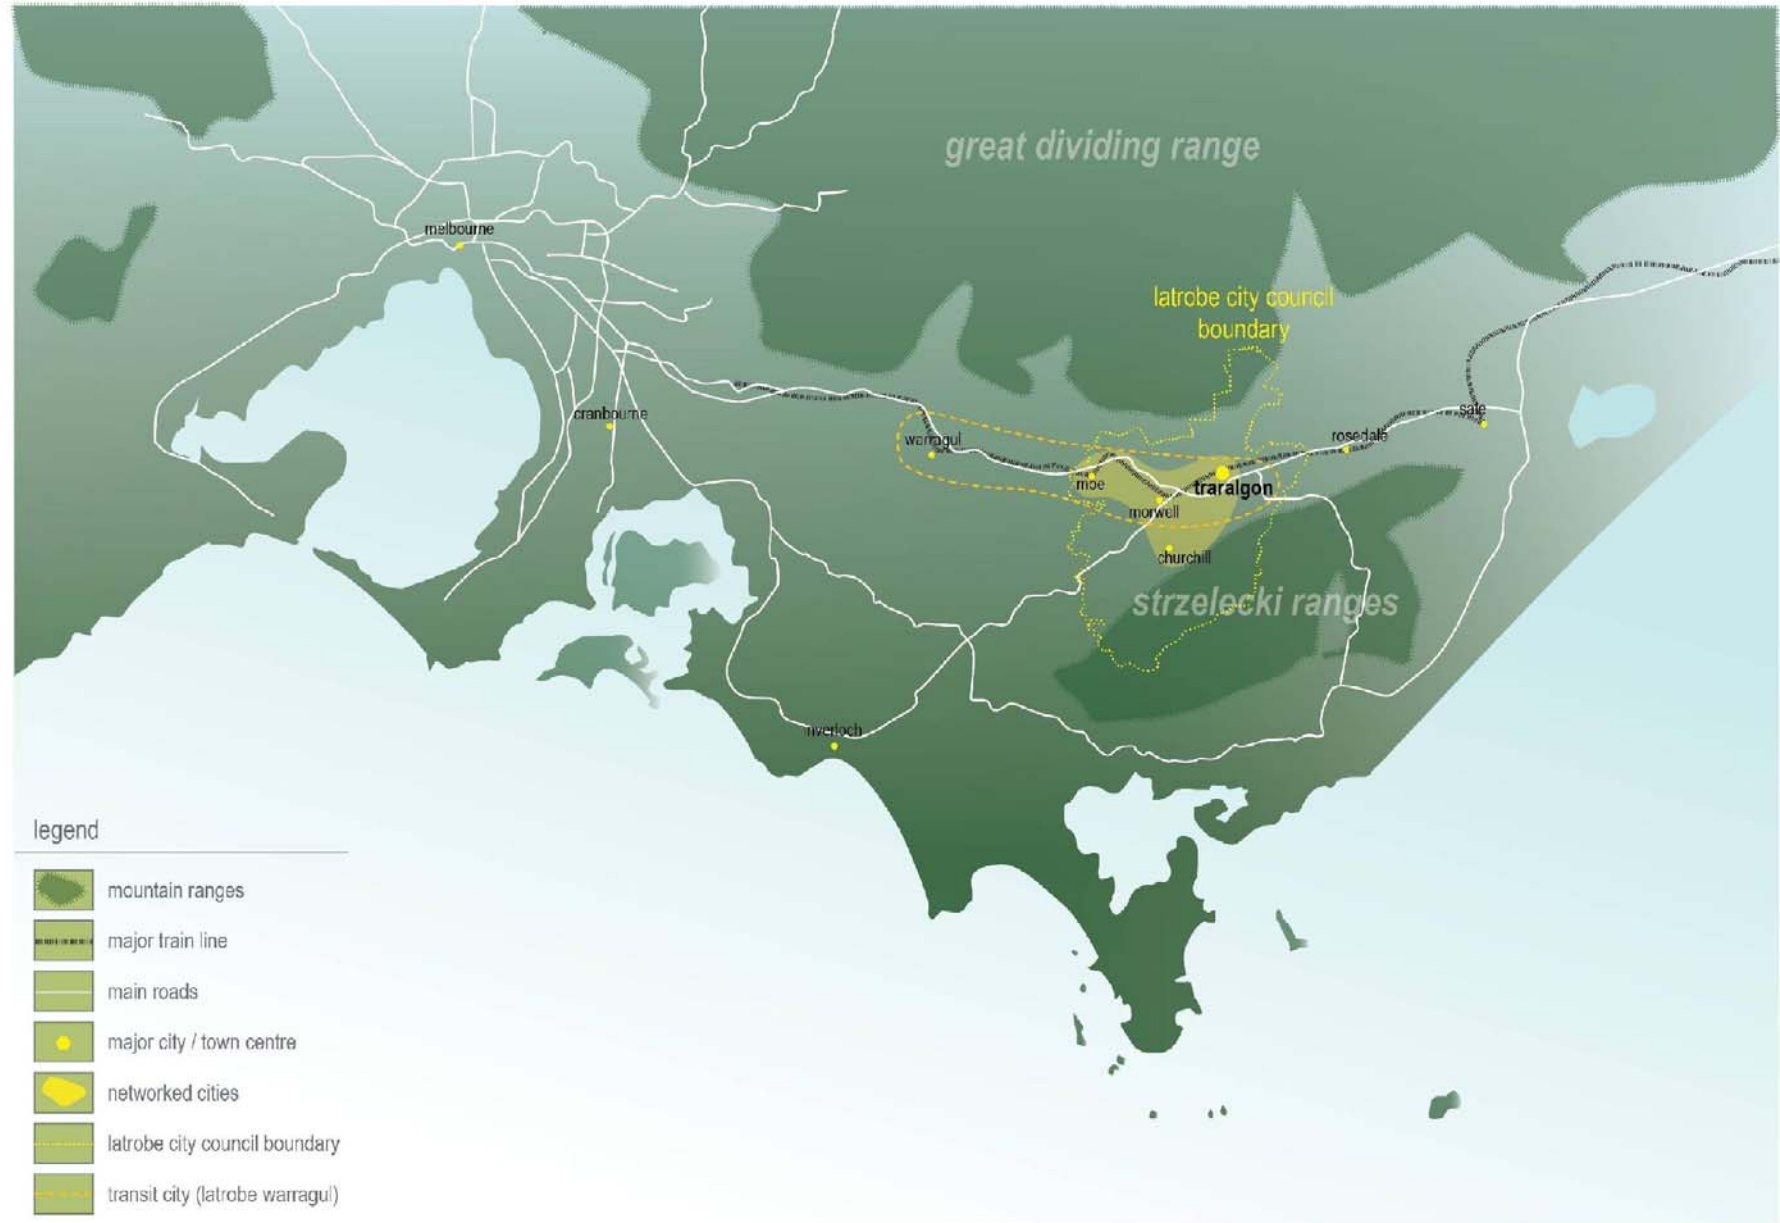 great dividing range
melbourne
latrobe city council
boundary
cranbourne
warragul
rosedale
sale
moe
traralgon
morwell
churchill
strzelecki ranges
inverloch
legend
mountain ranges
major train line
main roads
major city / town centre
networked cities
latrobe city council boundary
transit city (latrobe warragul)